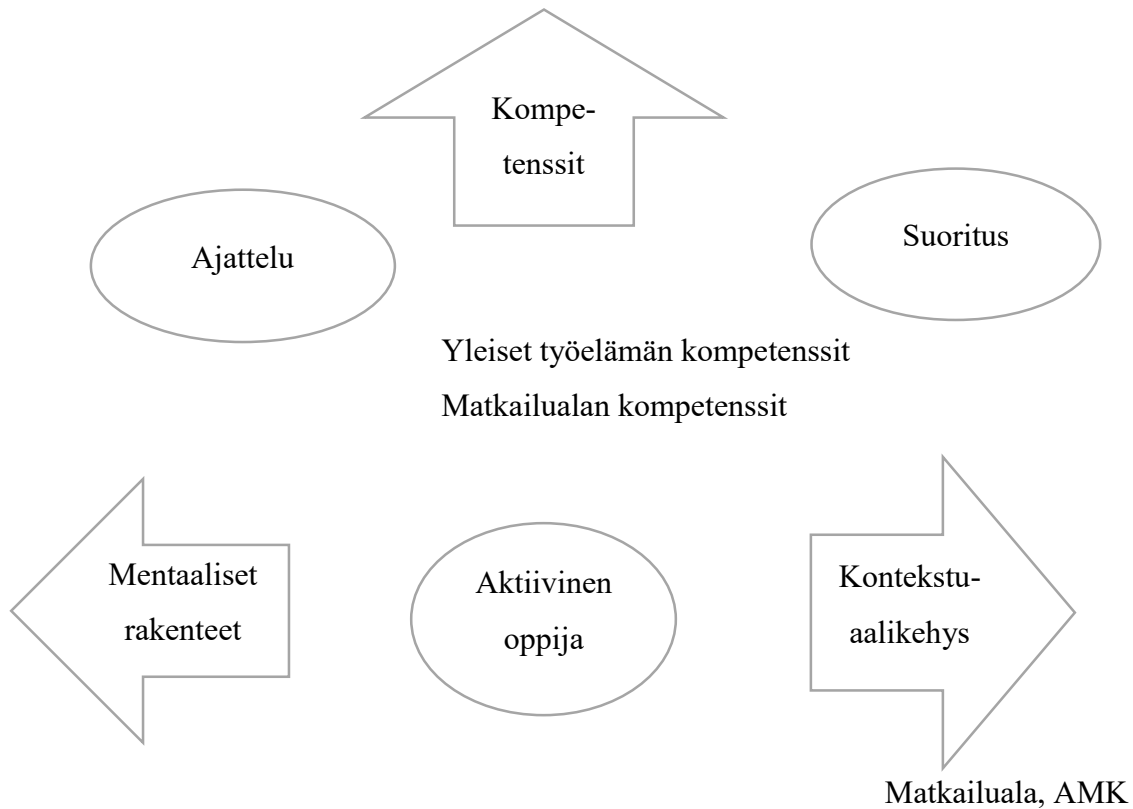 Kompe-
tenssit
Ajattelu
Suoritus
Yleiset työelämän kompetenssit
Matkailualan kompetenssit
Mentaaliset
rakenteet
Aktiivinen
oppija
Kontekstu-
aalikehys
Matkailuala, AMK